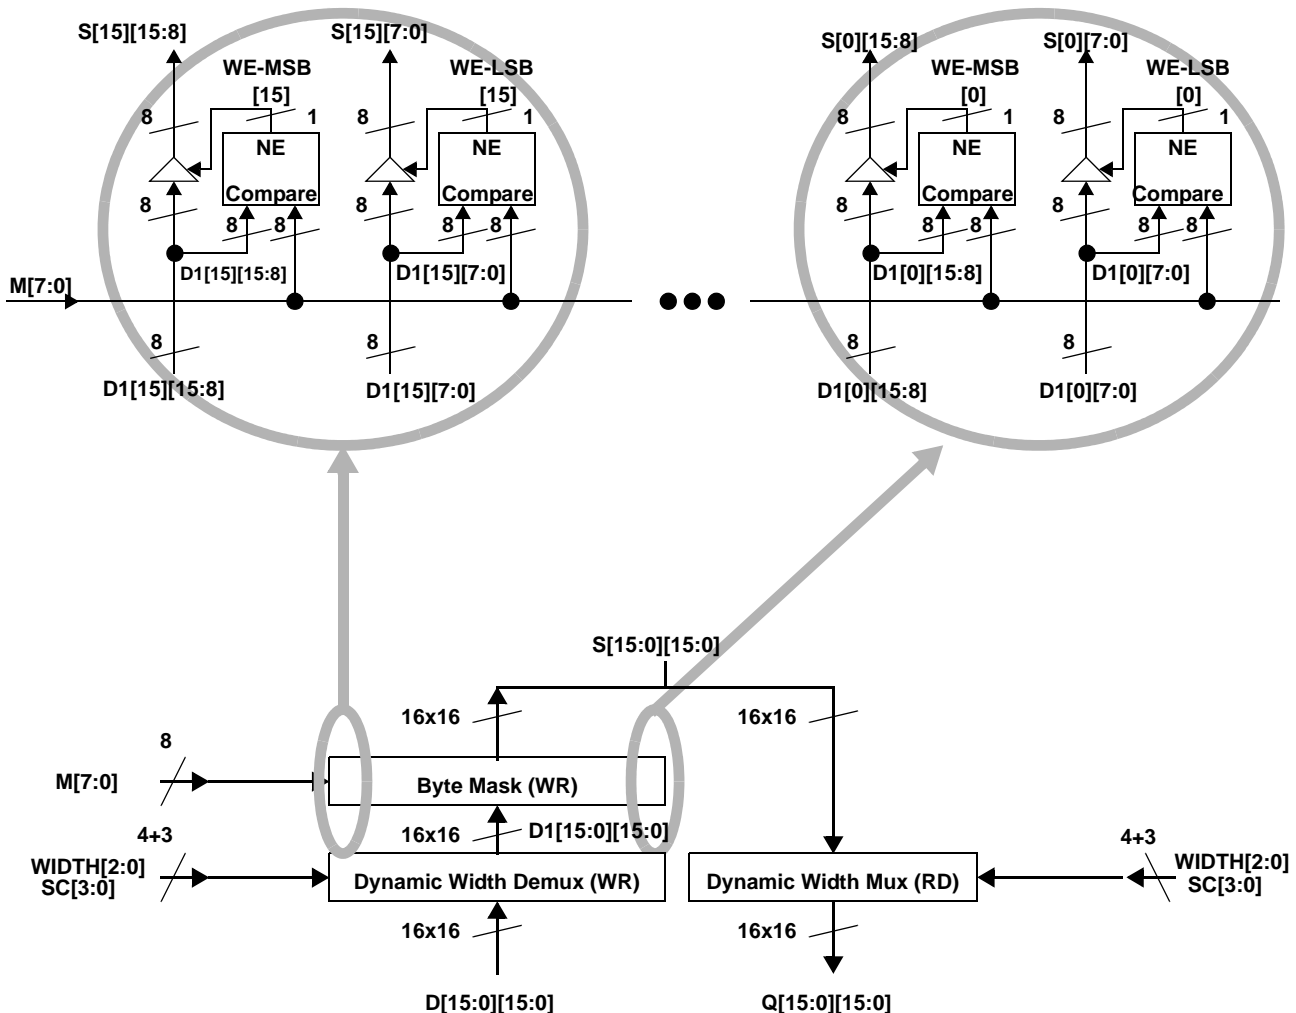 S[15][15:8] S[15][7:0] S[0][15:8] S[0][7:0]
WE-MSB WE-LSB WE-MSB WE-LSB
[15] [15] [0] [0]
8 1 8 1 8 1 8 1
NE NE NE NE
Compare Compare Compare Compare
8 8 8 8
8 8 8 8 8 8 8 8
D1[15][15:8] D1[15][7:0] D1[0][15:8] D1[0][7:0]
M[7:0]
8 8 8 8
D1[15][15:8] D1[15][7:0] D1[0][15:8] D1[0][7:0]
S[15:0][15:0]
16x16 16x16
8
M[7:0] Byte Mask (WR)
4+3 16x16 D1[15:0][15:0] 4+3
WIDTH[2:0] WIDTH[2:0]
SC[3:0] Dynamic Width Demux (WR) Dynamic Width Mux (RD) SC[3:0]
16x16 16x16
D[15:0][15:0] Q[15:0][15:0]